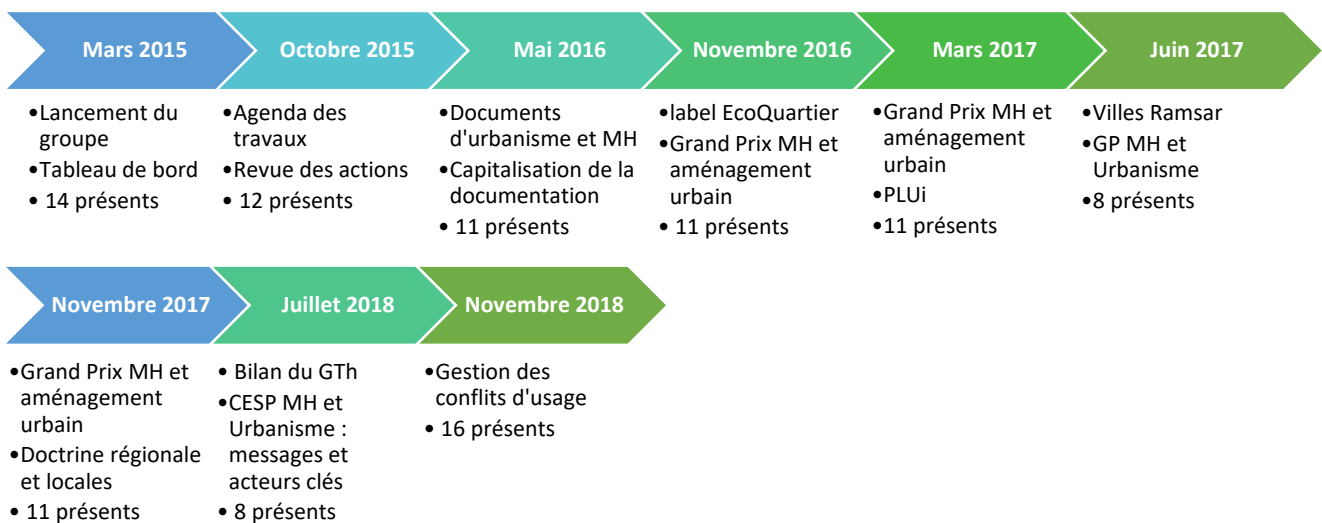 Mars 2015
Octobre 2015
Mai 2016
Novembre 2016
Mars 2017
Juin 2017
•Lancement du
groupe
•Tableau de bord
• 14 présents
•Agenda des
travaux
•Revue des actions
• 12 présents
•Documents
d'urbanisme et MH
•Capitalisation de la
documentation
• 11 présents
•label EcoQuartier
•Grand Prix MH et
aménagement
urbain
• 11 présents
•Grand Prix MH et
aménagement
urbain
•PLUi
•11 présents
•Villes Ramsar
•GP MH et
Urbanisme
•8 présents
Novembre 2017
Juillet 2018
Novembre 2018
•Grand Prix MH et
aménagement
urbain
•Doctrine régionale
et locales
• 11 présents
• Bilan du GTh
•CESP MH et
Urbanisme :
messages et
acteurs clés
• 8 présents
•Gestion des
conflits d'usage
• 16 présents